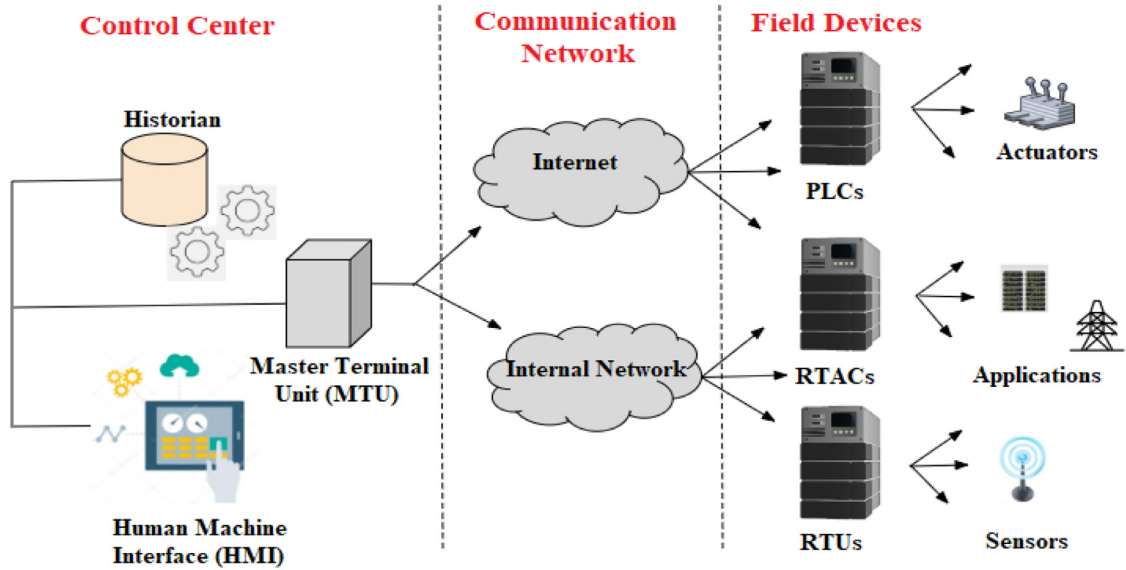 Control Center
Communication
Network
Field Devices
Historian
Master Terminal
Unit (MTU)
Human Machine
Interface (HMI)
Internet
Internal Network
PLCs
Actuators
RTACs
Applications
RTUs
Sensors